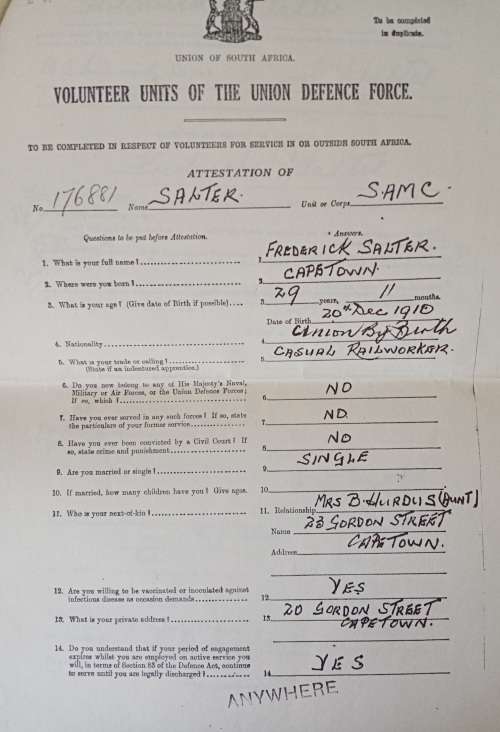 To be completed
in duplicate.
UNION OF SOUTH AFRICA.
VOLUNTEER UNITS OF THE UNION DEFENCE FORCE.
TO BE COMPLETED IN RESPECT OF VOLUNTEERS FOR SERVICE IN OR OUTSIDE SOUTH AFRICA.
ATTESTATION OF
No. 176881 Name SALTER. Unit or Corps S.A.M.C.
Questions to be put before Attestation. * Answers.
1. What is your full name? 1 FREDERICK SALTER.
2. Where were you born? 2. CAPETOWN.
3. What is your age? (Give date of Birth if possible).... 3. 29 years, 11 months.
Date of Birth 20th Dec 1910
4. Nationality 4. Union By Birth
5. What is your trade or calling? 5. CASUAL RAILWORKER.
(State if an indentured apprentice.)
6. Do you now belong to any of His Majesty's Naval,
Military or Air Forces, or the Union Defence Forces;
If so, which? 6. NO
7. Have you ever served in any such forces? If so, state
the particulars of your former service 7. NO.
8. Have you ever been convicted by a Civil Court? If
so, state crime and punishment 8. NO
9. Are you married or single? 9. SINGLE
10. If married, how many children have you? Give ages. 10.
11. Who is your next-of-kin? 11. Relationship MRS B. HURDUS (AUNT)
Name 23 GORDON STREET
Address CAPETOWN.
12. Are you willing to be vaccinated or inoculated against
infectious disease as occasion demands 12. YES
13. What is your private address? 13. 20 GORDON STREET
CAPETOWN.
14. Do you understand that if your period of engagement
expires whilst you are employed on active service you
will, in terms of Section 85 of the Defence Act, continue
to serve until you are legally discharged? 14. YES
ANYWHERE